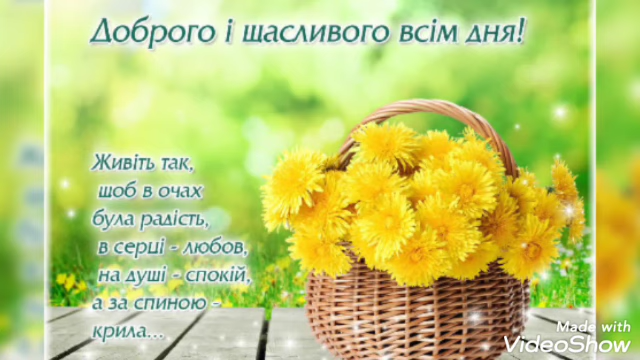 Доброго і щасливого всім дня!
Живіть так,
щоб в очах
була радість,
в серці - любов,
на душі - спокій,
а за спиною -
крила...
Made with
VideoShow